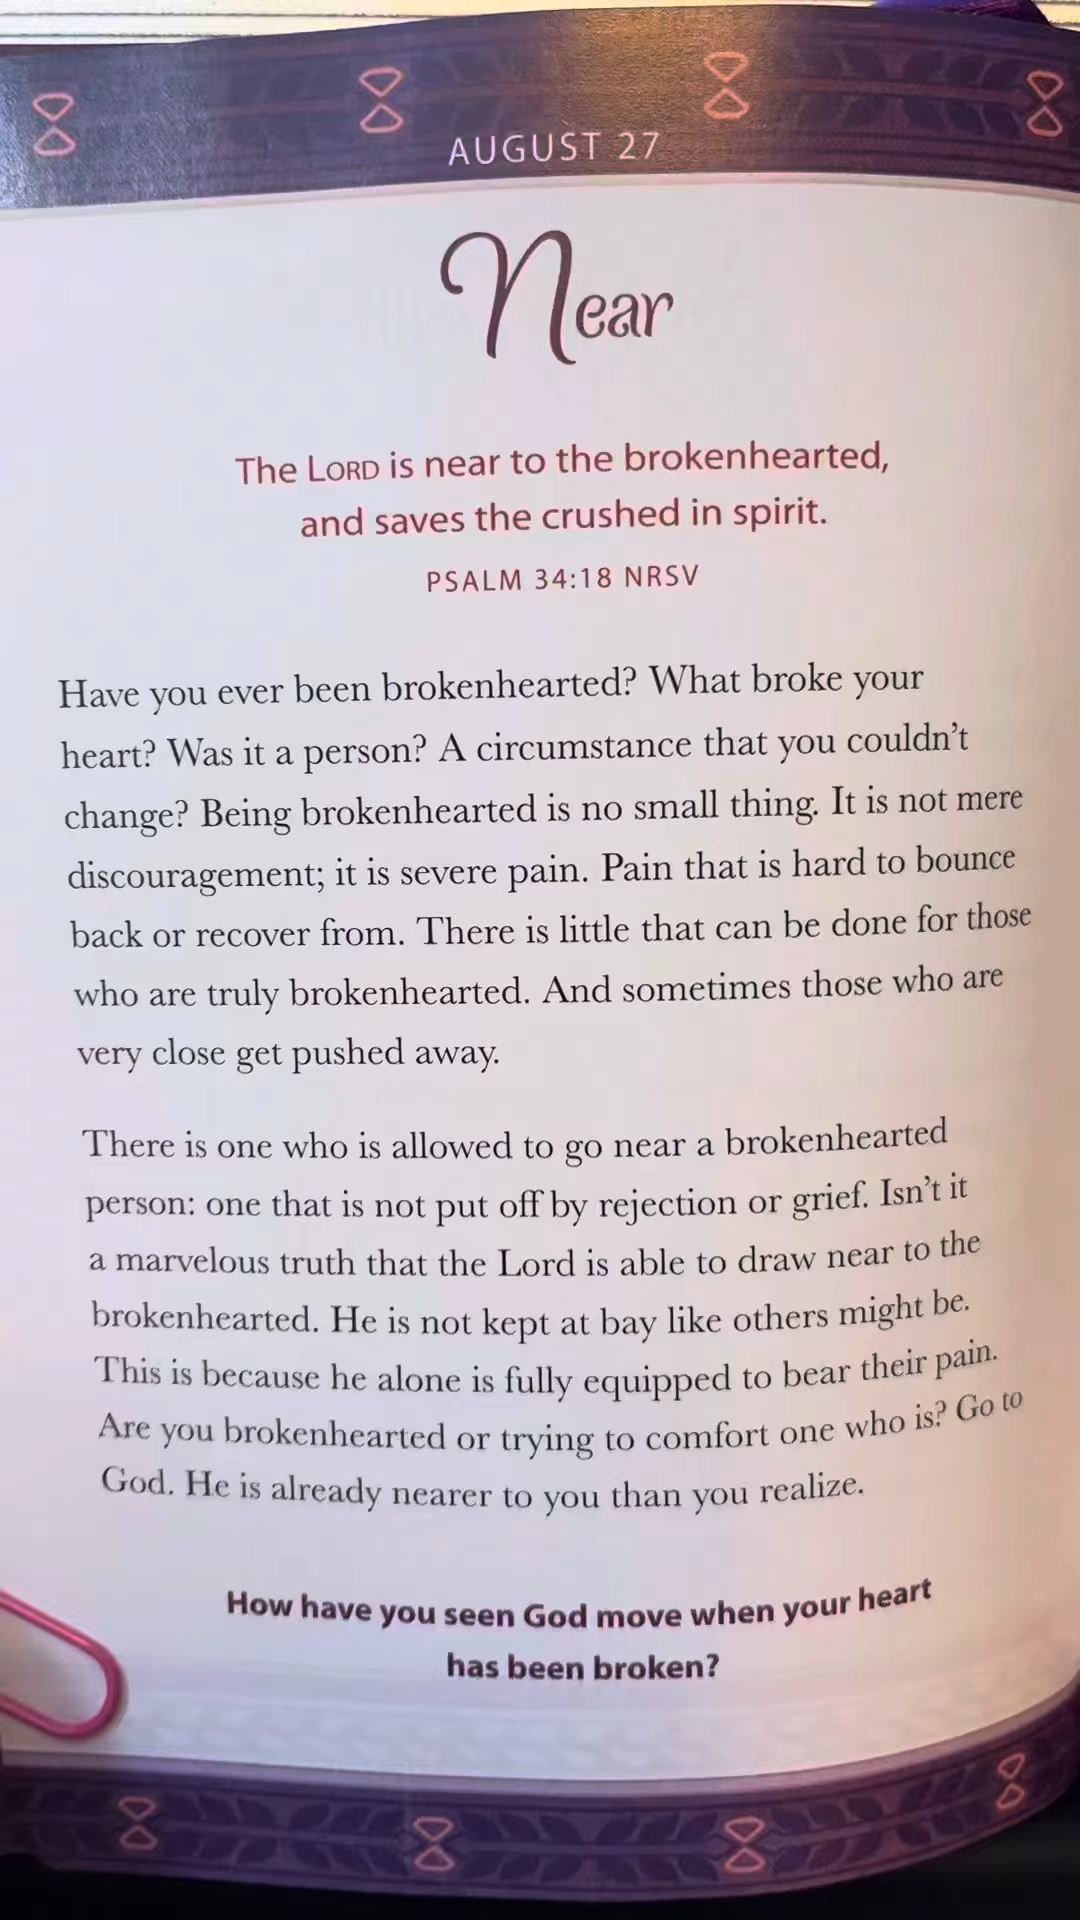 AUGUST 27
Near
The LORD is near to the brokenhearted,
and saves the crushed in spirit.
PSALM 34:18 NRSV
Have you ever been brokenhearted? What broke your
heart? Was it a person? A circumstance that you couldn't
change? Being brokenhearted is no small thing. It is not mere
discouragement; it is severe pain. Pain that is hard to bounce
back or recover from. There is little that can be done for those
who are truly brokenhearted. And sometimes those who are
very close get pushed away.
There is one who is allowed to go near a brokenhearted
person: one that is not put off by rejection or grief. Isn't it
a marvelous truth that the Lord is able to draw near to the
brokenhearted. He is not kept at bay like others might be.
This is because he alone is fully equipped to bear their pain.
Are you brokenhearted or trying to comfort one who is? Go to
God. He is already nearer to you than you realize.
How have you seen God move when your heart
has been broken?